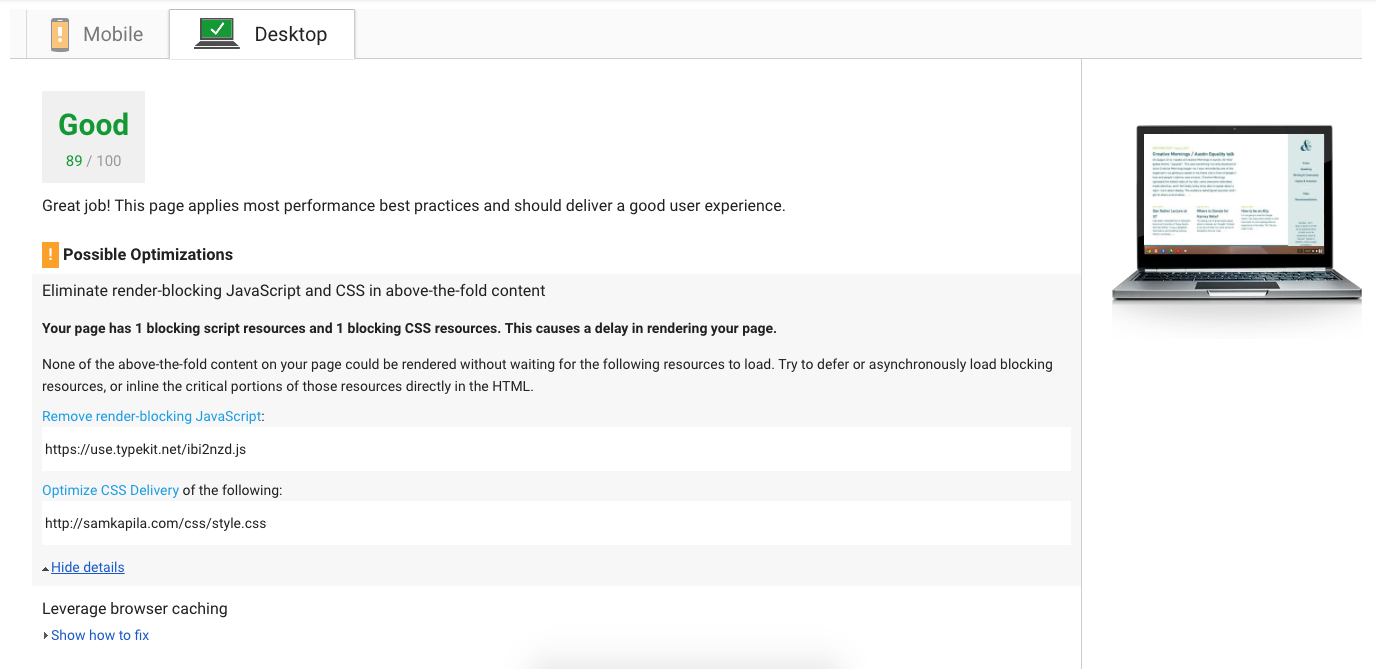 Mobile
Desktop
Good
89 / 100
Great job! This page applies most performance best practices and should deliver a good user experience.
! Possible Optimizations
Eliminate render-blocking JavaScript and CSS in above-the-fold content
Your page has 1 blocking script resources and 1 blocking CSS resources. This causes a delay in rendering your page.
None of the above-the-fold content on your page could be rendered without waiting for the following resources to load. Try to defer or asynchronously load blocking
resources, or inline the critical portions of those resources directly in the HTML.
Remove render-blocking JavaScript:
https://use.typekit.net/ibi2nzd.js
Optimize CSS Delivery of the following:
http://samkapila.com/css/style.css
Hide details
Leverage browser caching
Show how to fix
Creative Mornings / Austin Equality talk
&